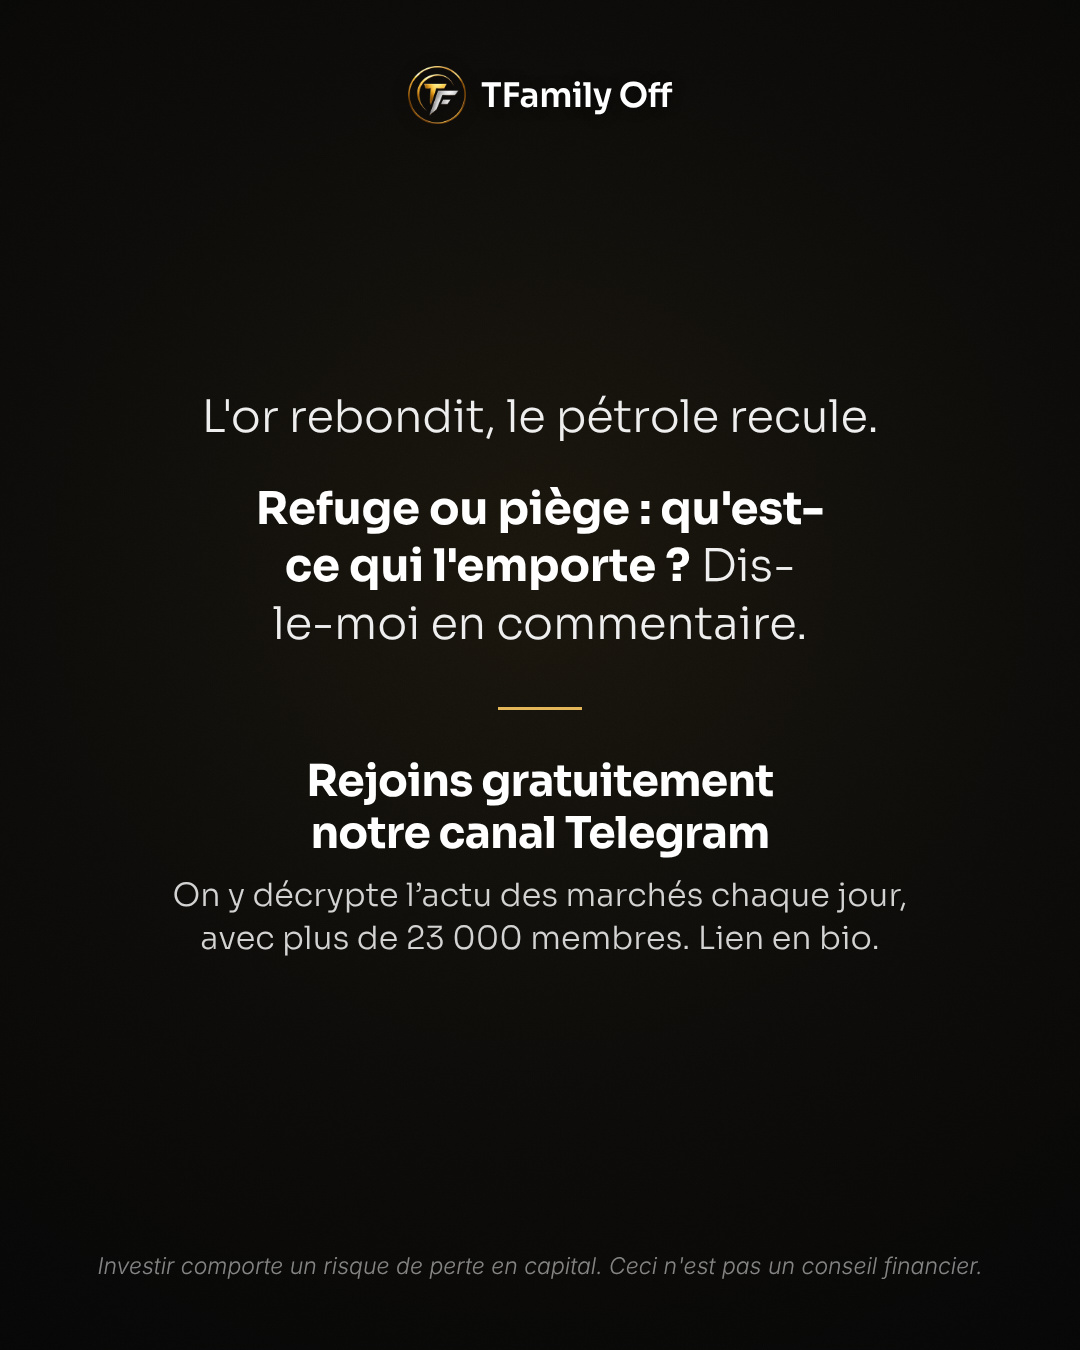 TF TFamily Off
L'or rebondit, le pétrole recule.
Refuge ou piège : qu'est-
ce qui l'emporte ? Dis-
le-moi en commentaire.
Rejoins gratuitement
notre canal Telegram
On y décrypte l’actu des marchés chaque jour,
avec plus de 23 000 membres. Lien en bio.
Investir comporte un risque de perte en capital. Ceci n'est pas un conseil financier.